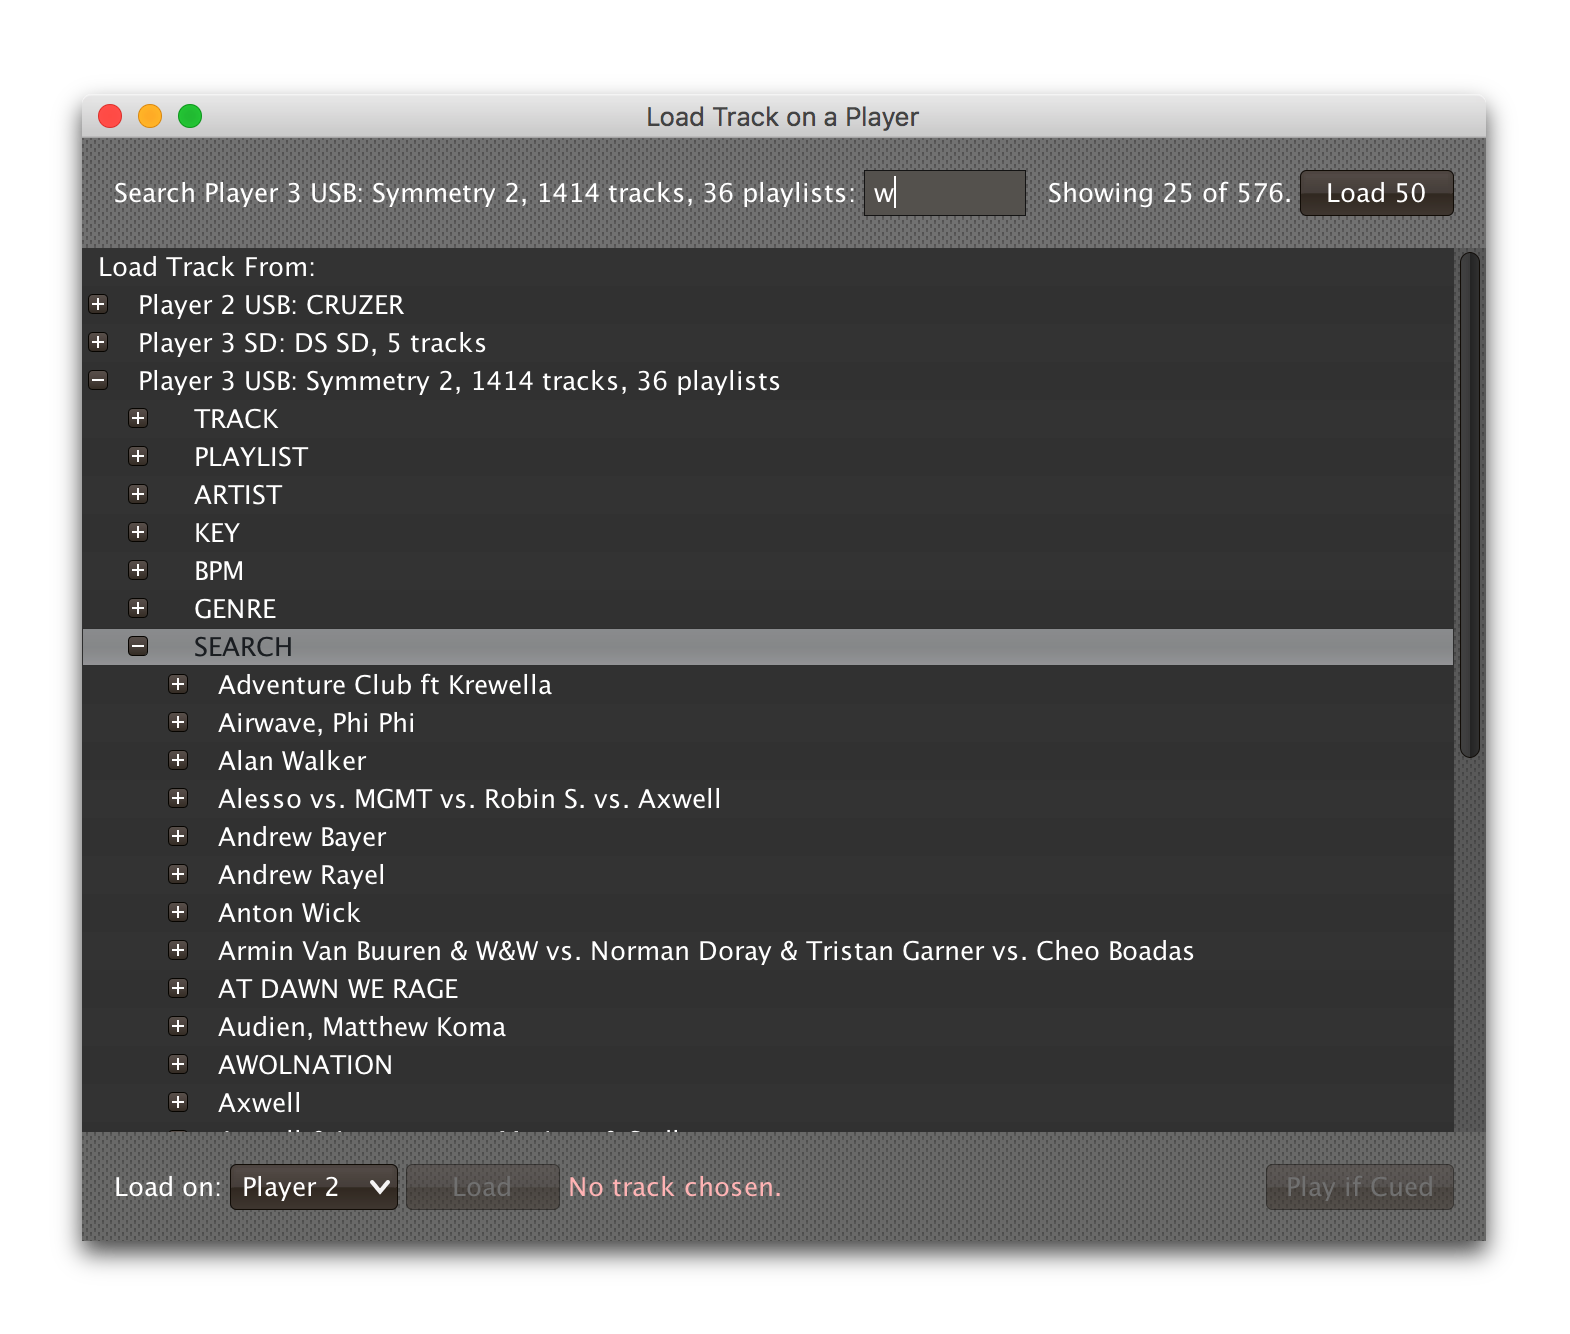 Load Track on a Player
Search Player 3 USB: Symmetry 2, 1414 tracks, 36 playlists: w Showing 25 of 576. Load 50
Load Track From:
Player 2 USB: CRUZER
Player 3 SD: DS SD, 5 tracks
Player 3 USB: Symmetry 2, 1414 tracks, 36 playlists
TRACK
PLAYLIST
ARTIST
KEY
BPM
GENRE
SEARCH
Adventure Club ft Krewella
Airwave, Phi Phi
Alan Walker
Alesso vs. MGMT vs. Robin S. vs. Axwell
Andrew Bayer
Andrew Rayel
Anton Wick
Armin Van Buuren & W&W vs. Norman Doray & Tristan Garner vs. Cheo Boadas
AT DAWN WE RAGE
Audien, Matthew Koma
AWOLNATION
Axwell
Load on: Player 2 Load No track chosen. Play if Cued